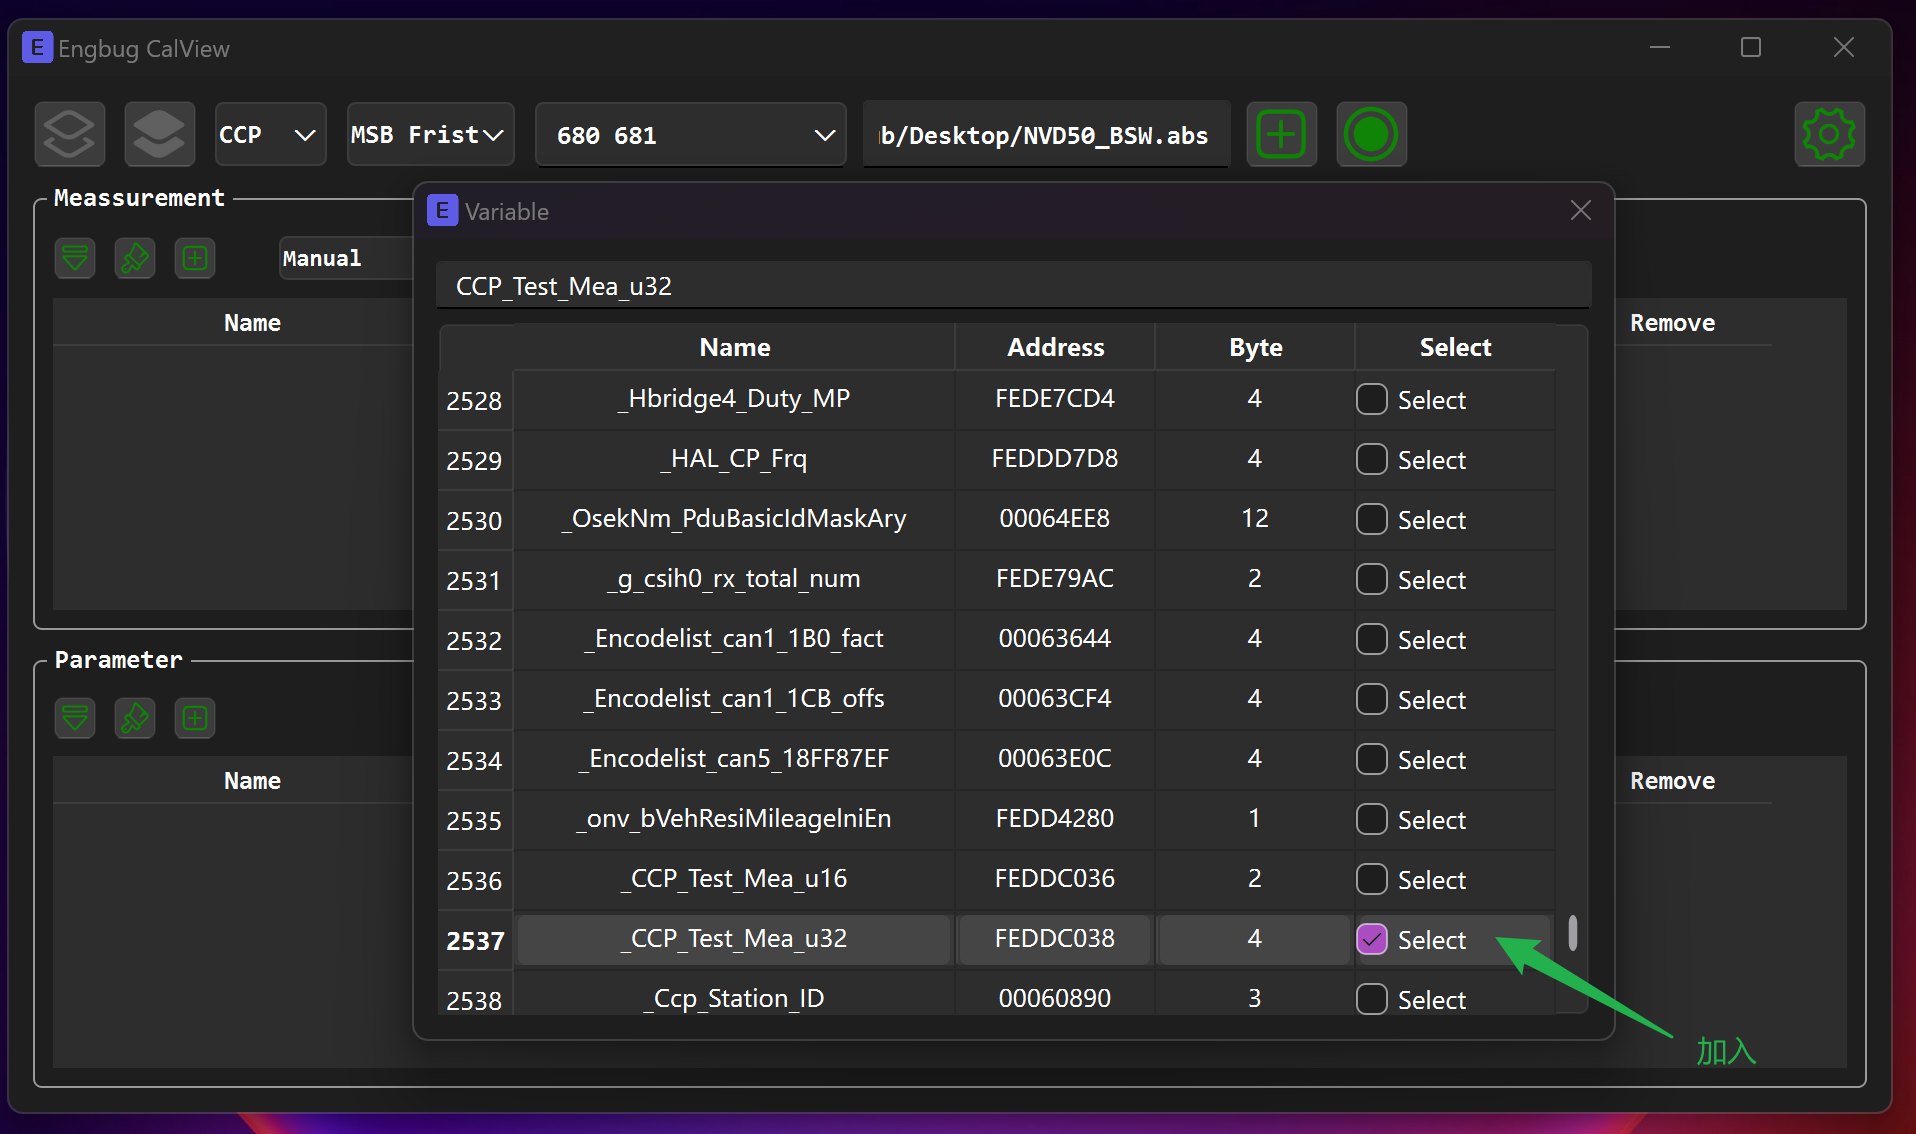 E Engbug CalView
CCP MSB Frist 680 681 b/Desktop/NVD50_BSW.abs
Meassurement
Manual
Name Remove
Parameter
Name Remove
E Variable
CCP_Test_Mea_u32
Name Address Byte Select
2528 _Hbridge4_Duty_MP FEDE7CD4 4 Select
2529 _HAL_CP_Frq FEDDD7D8 4 Select
2530 _OsekNm_PduBasicIdMaskAry 00064EE8 12 Select
2531 _g_csih0_rx_total_num FEDE79AC 2 Select
2532 _Encodelist_can1_1B0_fact 00063644 4 Select
2533 _Encodelist_can1_1CB_offs 00063CF4 4 Select
2534 _Encodelist_can5_18FF87EF 00063E0C 4 Select
2535 _onv_bVehResiMileageIniEn FEDD4280 1 Select
2536 _CCP_Test_Mea_u16 FEDDC036 2 Select
2537 _CCP_Test_Mea_u32 FEDDC038 4 Select
2538 _Ccp_Station_ID 00060890 3 Select
加入